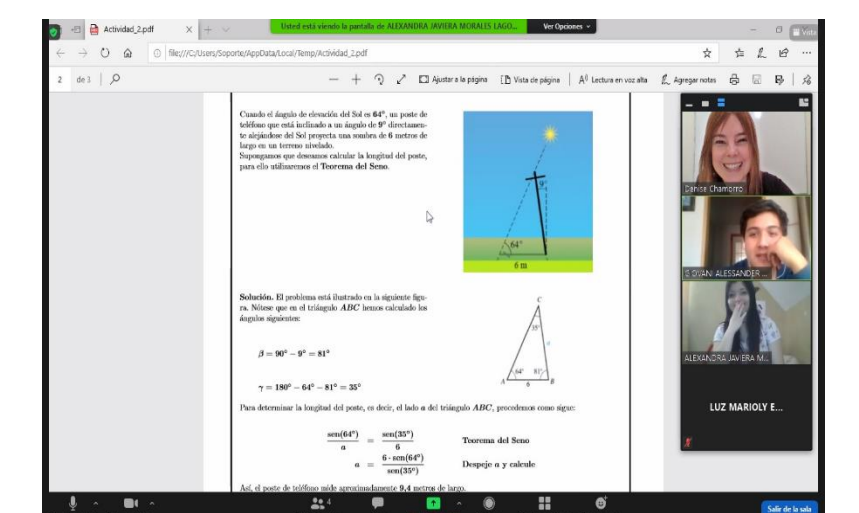 Actividad_2.pdf
Usted está viendo la pantalla de ALEXANDRA JAVIERA MORALES LAGO...
Ver Opciones
Vista
file:///C:/Users/Soporte/AppData/Local/Temp/Actividad_2.pdf
2 de 3
Ajustar a la página
Vista de página
Lectura en voz alta
Agregar notas
Cuando el ángulo de elevación del Sol es 64°, un poste de
teléfono que está inclinado a un ángulo de 9° directamen-
te alejándose del Sol proyecta una sombra de 6 metros de
largo en un terreno nivelado.
Supongamos que deseamos calcular la longitud del poste,
para ello utilizaremos el Teorema del Seno.
9°
64°
6 m
Solución. El problema está ilustrado en la siguiente figu-
ra. Nótese que en el triángulo ABC hemos calculado los
ángulos siguientes:
β = 90° − 9° = 81°
γ = 180° − 64° − 81° = 35°
C
35°
a
64° 81°
A 6 B
Para determinar la longitud del poste, es decir, el lado a del triángulo ABC, procedemos como sigue:
sen(64°)/a = sen(35°)/6 Teorema del Seno
a = 6 · sen(64°)/sen(35°) Despeje a y calcule
Así, el poste de teléfono mide aproximadamente 9,4 metros de largo.
Denise Chamorro
ALESSANDER ...
ALEXANDRA JAVIERA M...
LUZ MARIOLY E...
4
Salir de la sala